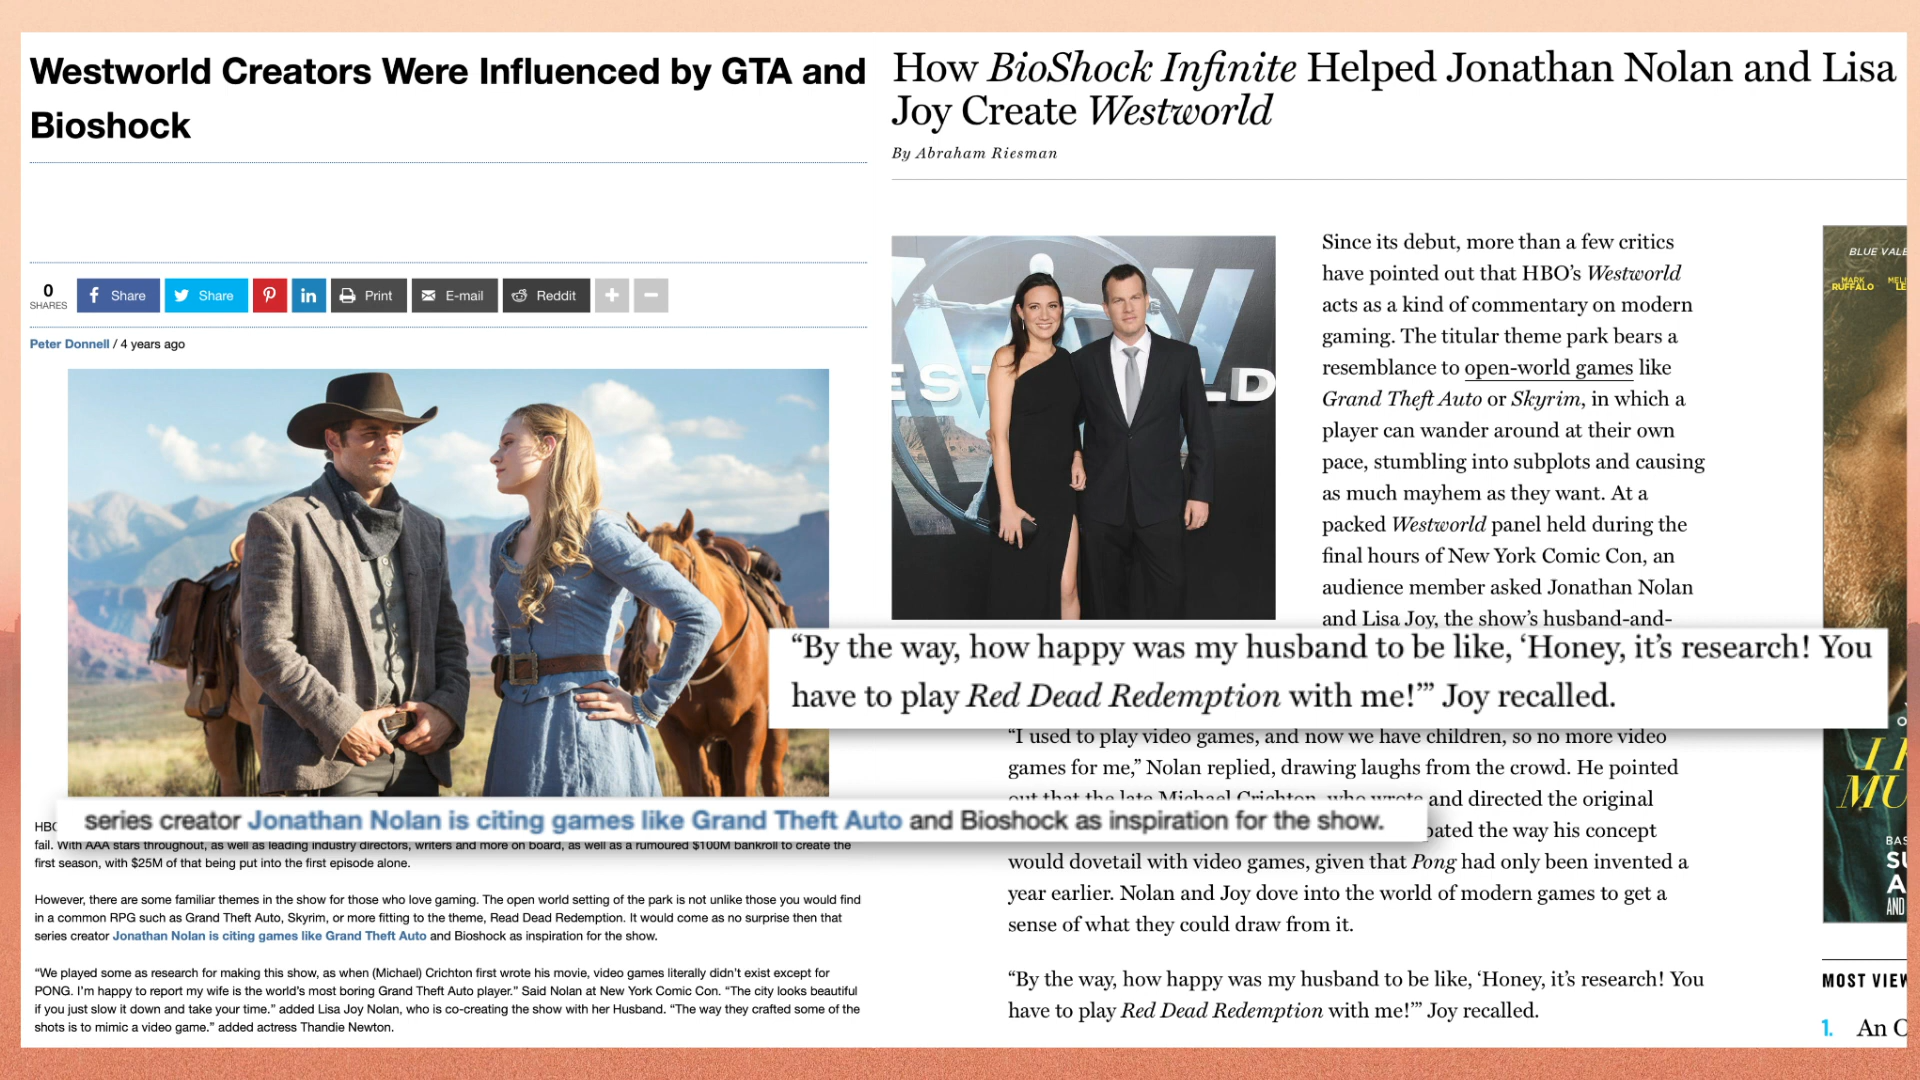 Westworld Creators Were Influenced by GTA and
Bioshock
0
SHARES
Share
Share
Print
E-mail
Reddit
Peter Donnell / 4 years ago
HBO
fail. With AAA stars throughout, as well as leading industry directors, writers and more on board, as well as a rumoured $100M bankroll to create the
first season, with $25M of that being put into the first episode alone.
series creator Jonathan Nolan is citing games like Grand Theft Auto and Bioshock as inspiration for the show.
However, there are some familiar themes in the show for those who love gaming. The open world setting of the park is not unlike those you would find
in a common RPG such as Grand Theft Auto, Skyrim, or more fitting to the theme, Read Dead Redemption. It would come as no surprise then that
series creator Jonathan Nolan is citing games like Grand Theft Auto and Bioshock as inspiration for the show.
“We played some as research for making this show, as when (Michael) Crichton first wrote his movie, video games literally didn’t exist except for
PONG. I’m happy to report my wife is the world’s most boring Grand Theft Auto player.” Said Nolan at New York Comic Con. “The city looks beautiful
if you just slow it down and take your time.” added Lisa Joy Nolan, who is co-creating the show with her Husband. “The way they crafted some of the
shots is to mimic a video game.” added actress Thandie Newton.
How BioShock Infinite Helped Jonathan Nolan and Lisa
Joy Create Westworld
By Abraham Riesman
EST
LD
Since its debut, more than a few critics
have pointed out that HBO’s Westworld
acts as a kind of commentary on modern
gaming. The titular theme park bears a
resemblance to open-world games like
Grand Theft Auto or Skyrim, in which a
player can wander around at their own
pace, stumbling into subplots and causing
as much mayhem as they want. At a
packed Westworld panel held during the
final hours of New York Comic Con, an
audience member asked Jonathan Nolan
and Lisa Joy, the show’s husband-and-
“By the way, how happy was my husband to be like, ‘Honey, it’s research! You
have to play Red Dead Redemption with me!’” Joy recalled.
“I used to play video games, and now we have children, so no more video
games for me,” Nolan replied, drawing laughs from the crowd. He pointed
out that the late Michael Crichton, who wrote and directed the original
would dovetail with video games, given that Pong had only been invented a
year earlier. Nolan and Joy dove into the world of modern games to get a
sense of what they could draw from it.
“By the way, how happy was my husband to be like, ‘Honey, it’s research! You
have to play Red Dead Redemption with me!’” Joy recalled.
BLUE VALE
MARK
RUFFALO
AND
MOST VIEW
1. An